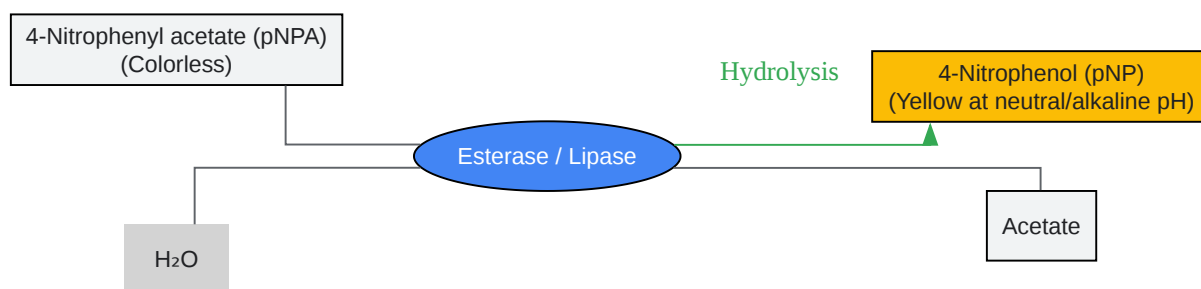 4-Nitrophenyl acetate (pNPA)
(Colorless)
Hydrolysis
4-Nitrophenol (pNP)
(Yellow at neutral/alkaline pH)
Esterase / Lipase
H₂O
Acetate